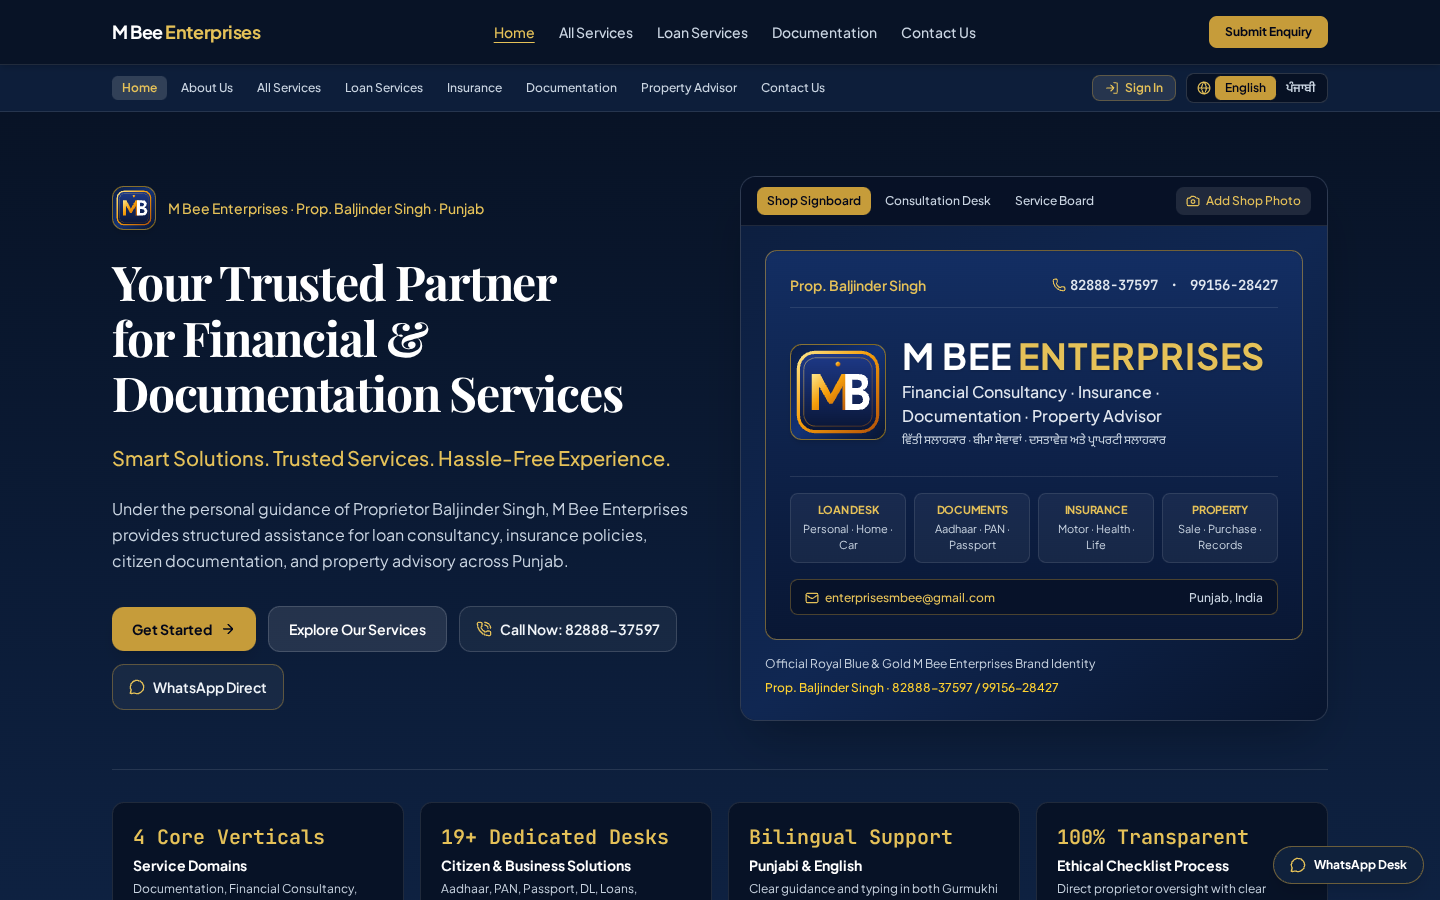 M Bee Enterprises
Home
All Services
Loan Services
Documentation
Contact Us
Submit Enquiry
Home
About Us
All Services
Loan Services
Insurance
Documentation
Property Advisor
Contact Us
Sign In
English
ਪੰਜਾਬੀ
MB
M Bee Enterprises · Prop. Baljinder Singh · Punjab
Your Trusted Partner
for Financial &
Documentation Services
Smart Solutions. Trusted Services. Hassle-Free Experience.
Under the personal guidance of Proprietor Baljinder Singh, M Bee Enterprises
provides structured assistance for loan consultancy, insurance policies,
citizen documentation, and property advisory across Punjab.
Get Started
Explore Our Services
Call Now: 82888-37597
WhatsApp Direct
Shop Signboard
Consultation Desk
Service Board
Add Shop Photo
Prop. Baljinder Singh
82888-37597 · 99156-28427
MB
M BEE ENTERPRISES
Financial Consultancy · Insurance ·
Documentation · Property Advisor
ਵਿੱਤੀ ਸਲਾਹਕਾਰ · ਬੀਮਾ ਸੇਵਾਵਾਂ · ਦਸਤਾਵੇਜ਼ ਅਤੇ ਪ੍ਰਾਪਰਟੀ ਸਲਾਹਕਾਰ
LOAN DESK
Personal · Home ·
Car
DOCUMENTS
Aadhaar · PAN ·
Passport
INSURANCE
Motor · Health ·
Life
PROPERTY
Sale · Purchase ·
Records
enterprisesmbee@gmail.com
Punjab, India
Official Royal Blue & Gold M Bee Enterprises Brand Identity
Prop. Baljinder Singh · 82888-37597 / 99156-28427
4 Core Verticals
Service Domains
Documentation, Financial Consultancy,
19+ Dedicated Desks
Citizen & Business Solutions
Aadhaar, PAN, Passport, DL, Loans,
Bilingual Support
Punjabi & English
Clear guidance and typing in both Gurmukhi
100% Transparent
Ethical Checklist Process
Direct proprietor oversight with clear
WhatsApp Desk